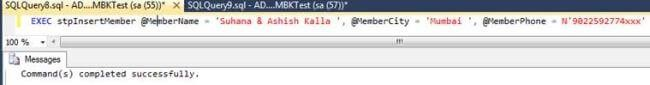 SQLQuery8.sql - AD....MBKTest (sa (55))* × SQLQuery9.sql - AD....MBKTest (sa (57))*
EXEC stpInsertMember @MemberName = 'Suhana & Ashish Kalla ', @MemberCity = 'Mumbai ', @MemberPhone = N'9022592774xxx'
100 %
Messages
Command(s) completed successfully.